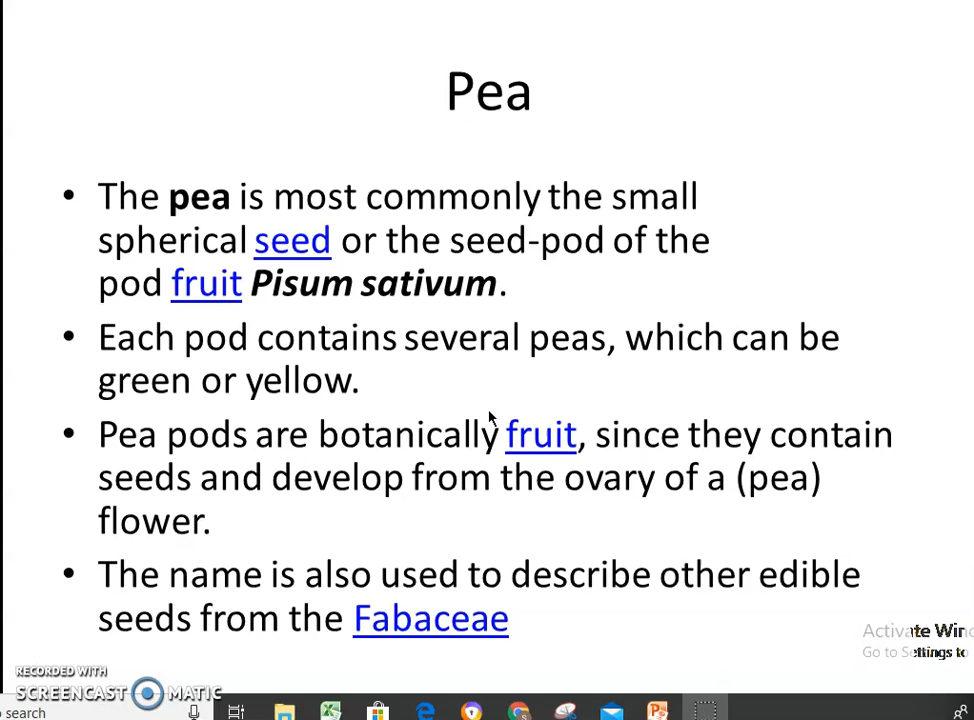 Pea
• The pea is most commonly the small
spherical seed or the seed-pod of the
pod fruit Pisum sativum.
• Each pod contains several peas, which can be
green or yellow.
• Pea pods are botanically fruit, since they contain
seeds and develop from the ovary of a (pea)
flower.
• The name is also used to describe other edible
seeds from the Fabaceae
Go to
RECORDED WITH
SCREENCAST MATIC
search